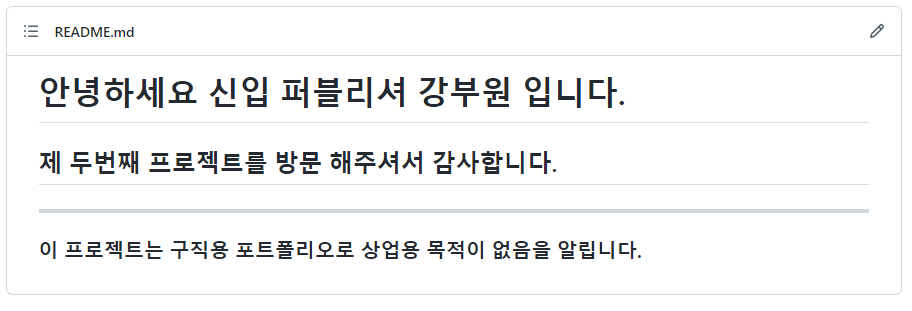 README.md
안녕하세요 신입 퍼블리셔 강부원 입니다.
제 두번째 프로젝트를 방문 해주셔서 감사합니다.
이 프로젝트는 구직용 포트폴리오로 상업용 목적이 없음을 알립니다.